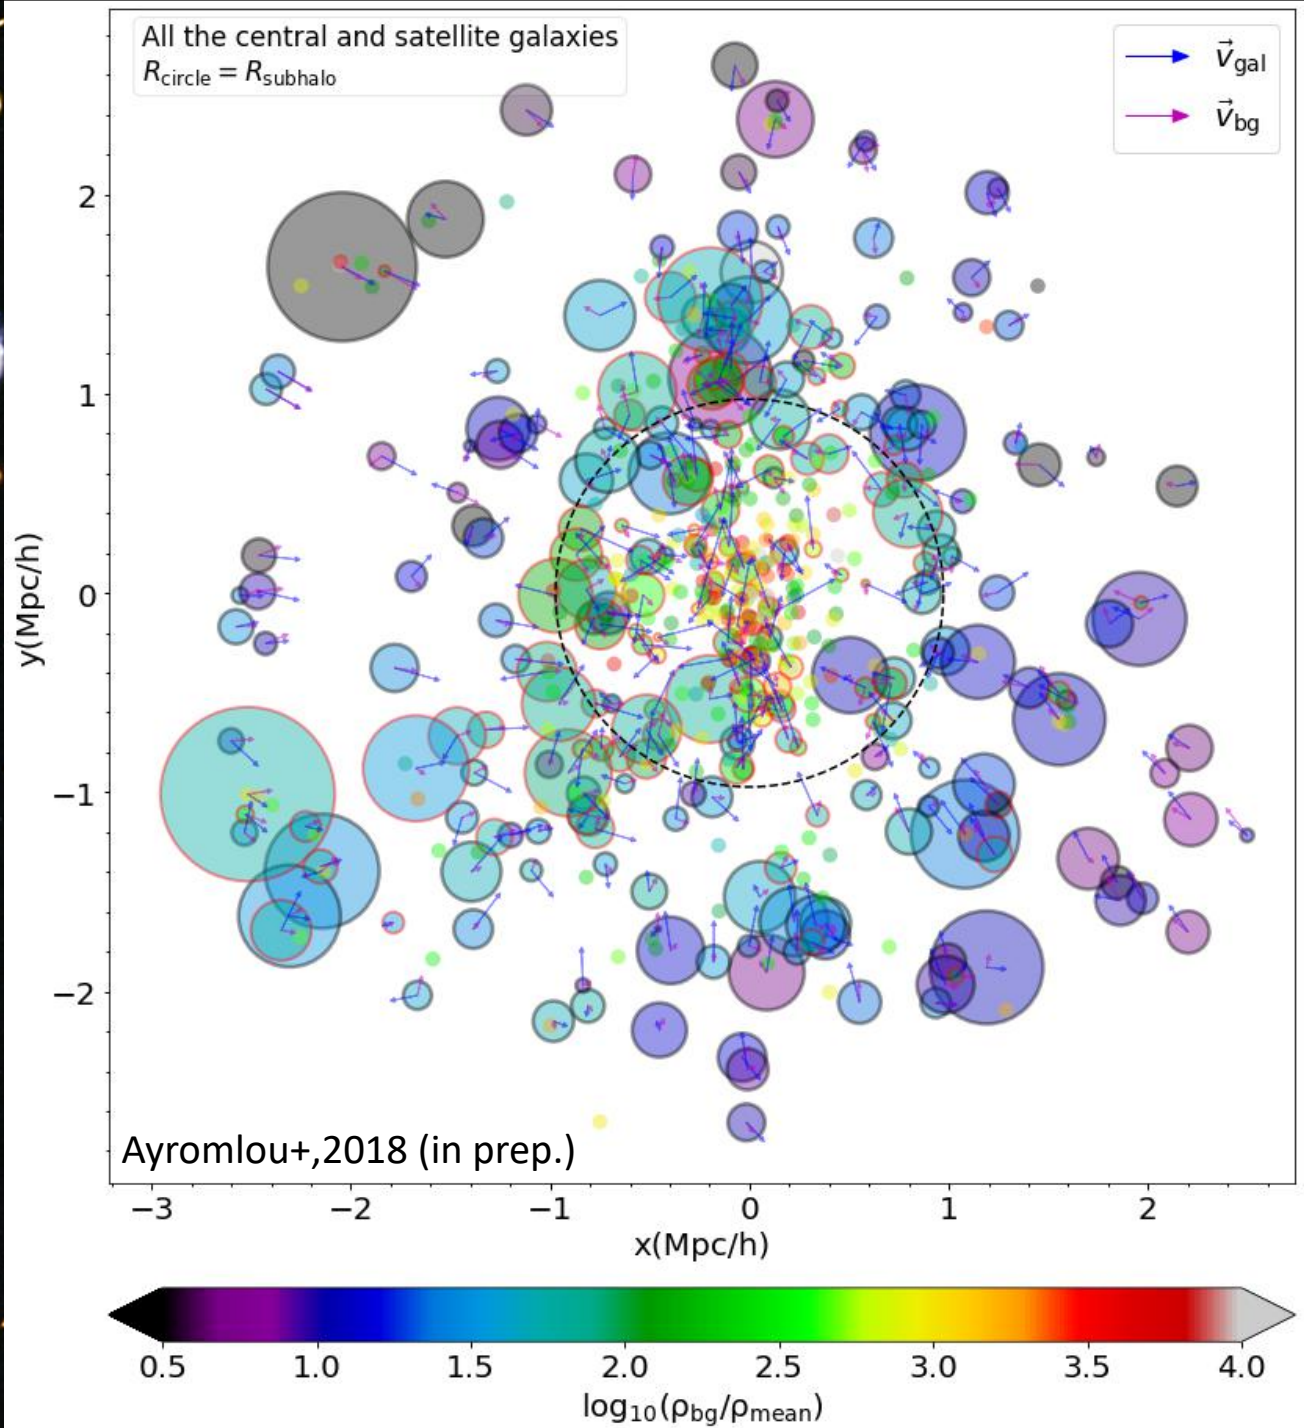 All the central and satellite galaxies
R_circle = R_subhalo
v⃗_gal
v⃗_bg
2
1
0
−1
−2
y(Mpc/h)
Ayromlou+,2018 (in prep.)
−3 −2 −1 0 1 2
x(Mpc/h)
0.5 1.0 1.5 2.0 2.5 3.0 3.5 4.0
log₁₀(ρ_bg/ρ_mean)